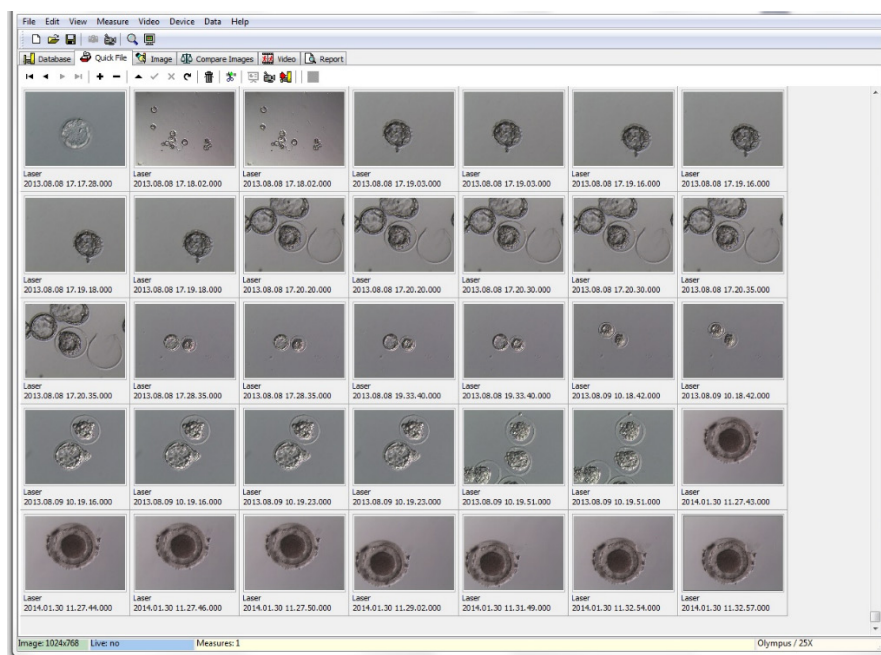 File Edit View Measure Video Device Data Help
Database Quick File Image Compare Images Video Report
Laser Laser Laser Laser Laser Laser Laser
2013.08.08 17.17.28.000 2013.08.08 17.18.02.000 2013.08.08 17.18.02.000 2013.08.08 17.19.03.000 2013.08.08 17.19.03.000 2013.08.08 17.19.16.000 2013.08.08 17.19.16.000
Laser Laser Laser Laser Laser Laser Laser
2013.08.08 17.19.18.000 2013.08.08 17.19.18.000 2013.08.08 17.20.20.000 2013.08.08 17.20.20.000 2013.08.08 17.20.30.000 2013.08.08 17.20.30.000 2013.08.08 17.20.35.000
Laser Laser Laser Laser Laser Laser Laser
2013.08.08 17.20.35.000 2013.08.08 17.28.35.000 2013.08.08 17.28.35.000 2013.08.08 19.33.40.000 2013.08.08 19.33.40.000 2013.08.09 10.18.42.000 2013.08.09 10.18.42.000
Laser Laser Laser Laser Laser Laser Laser
2013.08.09 10.19.16.000 2013.08.09 10.19.16.000 2013.08.09 10.19.23.000 2013.08.09 10.19.23.000 2013.08.09 10.19.51.000 2013.08.09 10.19.51.000 2014.01.30 11.27.43.000
Laser Laser Laser Laser Laser Laser Laser
2014.01.30 11.27.44.000 2014.01.30 11.27.46.000 2014.01.30 11.27.50.000 2014.01.30 11.29.02.000 2014.01.30 11.31.49.000 2014.01.30 11.32.54.000 2014.01.30 11.32.57.000
Image: 1024x768 Live: no Measures: 1 Olympus / 25X